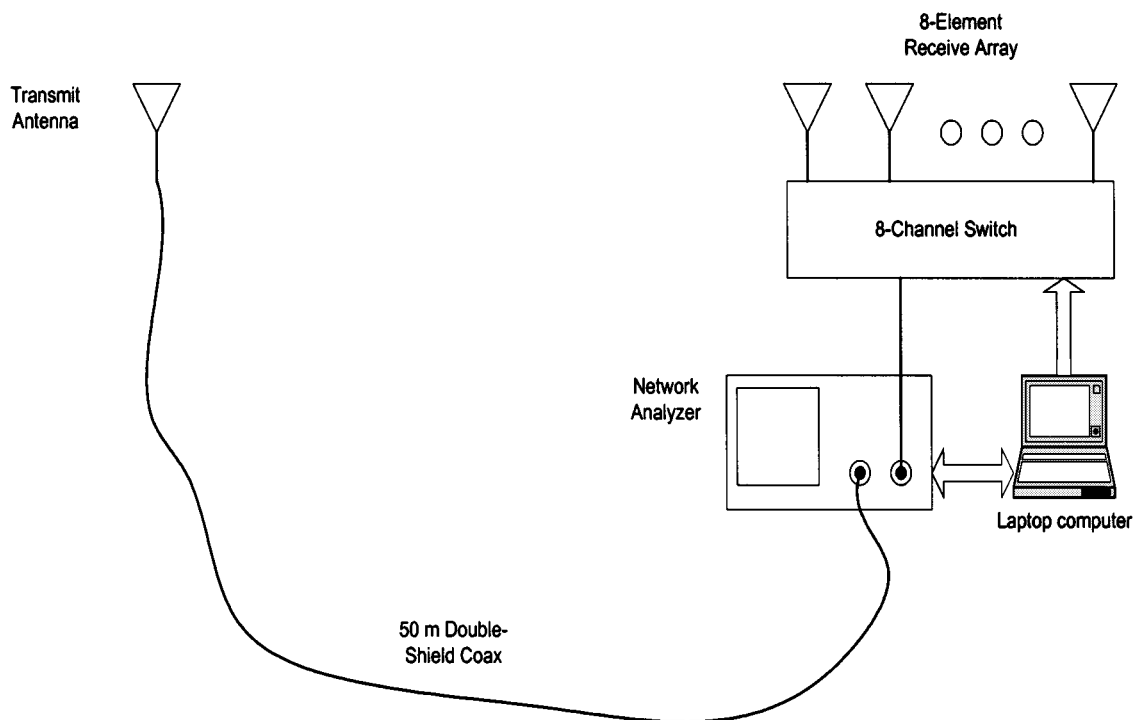 8-Element
Receive Array
Transmit
Antenna
8-Channel Switch
Network
Analyzer
Laptop computer
50 m Double-
Shield Coax